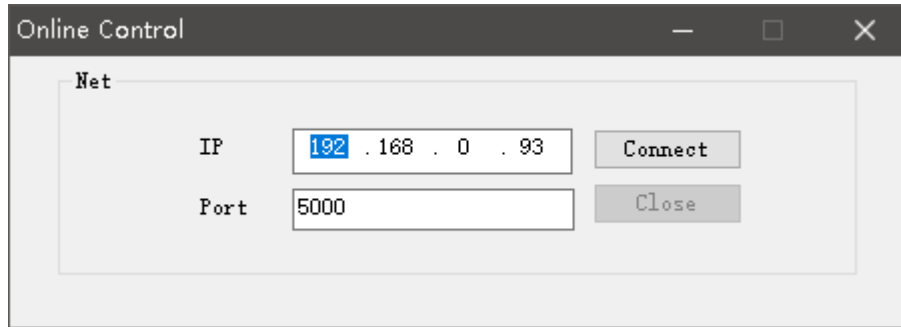 Online Control
Net
IP 192 . 168 . 0 . 93 Connect
Port 5000 Close